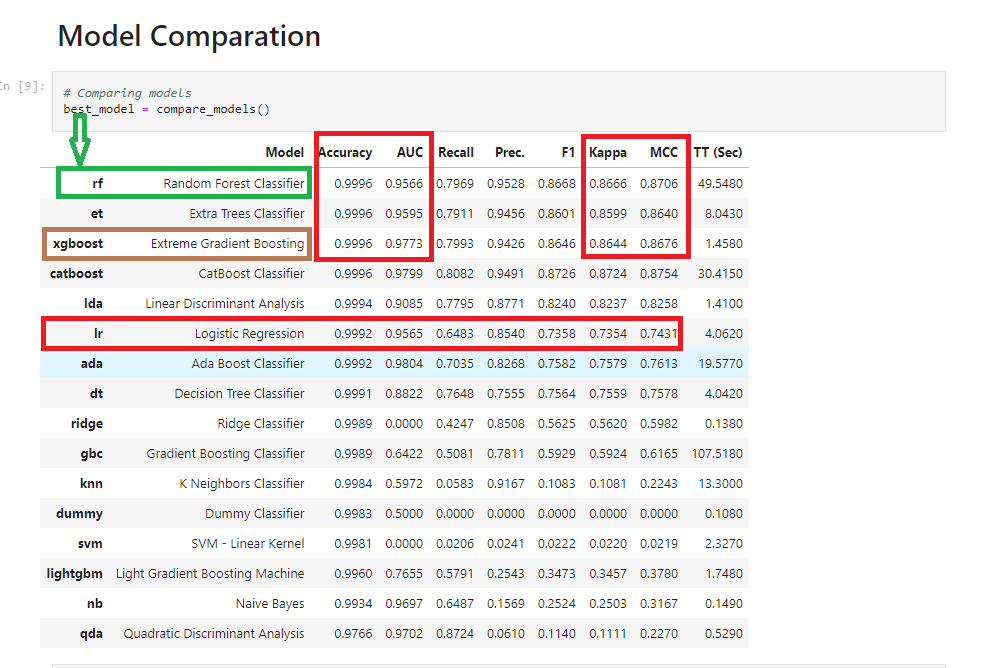 Model Comparation
In [9]:
# Comparing models
best_model = compare_models()
Model Accuracy AUC Recall Prec. F1 Kappa MCC TT (Sec)
rf Random Forest Classifier 0.9996 0.9566 0.7969 0.9528 0.8668 0.8666 0.8706 49.5480
et Extra Trees Classifier 0.9996 0.9595 0.7911 0.9456 0.8601 0.8599 0.8640 8.0430
xgboost Extreme Gradient Boosting 0.9996 0.9773 0.7993 0.9426 0.8646 0.8644 0.8676 1.4580
catboost CatBoost Classifier 0.9996 0.9799 0.8082 0.9491 0.8726 0.8724 0.8754 30.4150
lda Linear Discriminant Analysis 0.9994 0.9085 0.7795 0.8771 0.8240 0.8237 0.8258 1.4100
lr Logistic Regression 0.9992 0.9565 0.6483 0.8540 0.7358 0.7354 0.7431 4.0620
ada Ada Boost Classifier 0.9992 0.9804 0.7035 0.8268 0.7582 0.7579 0.7613 19.5770
dt Decision Tree Classifier 0.9991 0.8822 0.7648 0.7555 0.7564 0.7559 0.7578 4.0420
ridge Ridge Classifier 0.9989 0.0000 0.4247 0.8508 0.5625 0.5620 0.5982 0.1380
gbc Gradient Boosting Classifier 0.9989 0.6422 0.5081 0.7811 0.5929 0.5924 0.6165 107.5180
knn K Neighbors Classifier 0.9984 0.5972 0.0583 0.9167 0.1083 0.1081 0.2243 13.3000
dummy Dummy Classifier 0.9983 0.5000 0.0000 0.0000 0.0000 0.0000 0.0000 0.1080
svm SVM - Linear Kernel 0.9981 0.0000 0.0206 0.0241 0.0222 0.0220 0.0219 2.3270
lightgbm Light Gradient Boosting Machine 0.9960 0.7655 0.5791 0.2543 0.3473 0.3457 0.3780 1.7480
nb Naive Bayes 0.9934 0.9697 0.6487 0.1569 0.2524 0.2503 0.3167 0.1490
qda Quadratic Discriminant Analysis 0.9766 0.9702 0.8724 0.0610 0.1140 0.1111 0.2270 0.5290